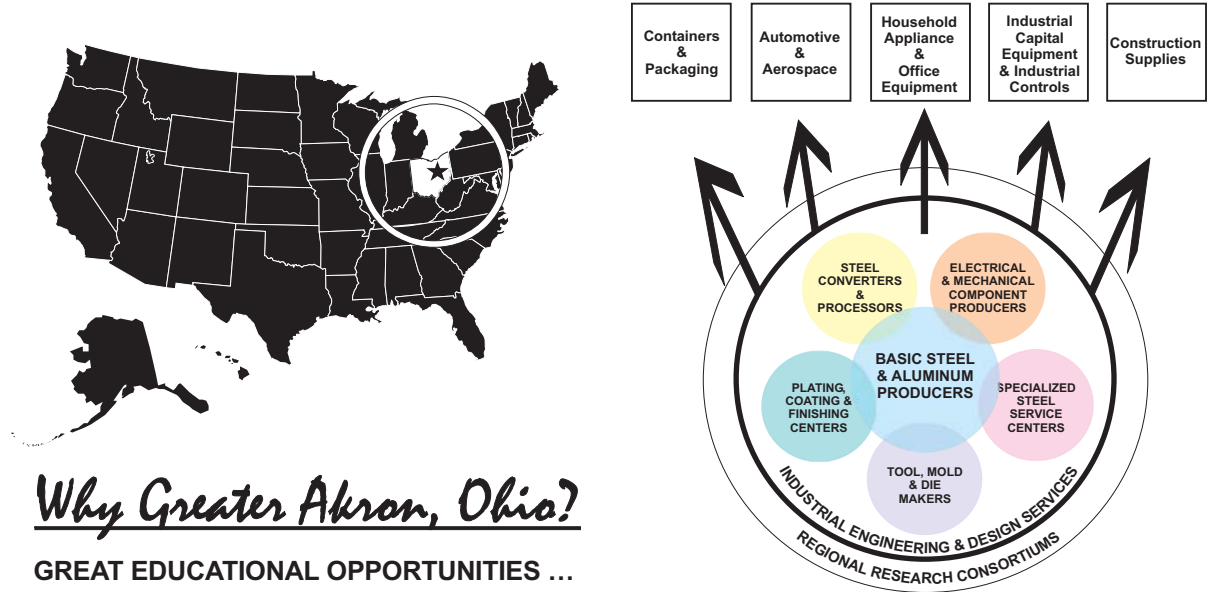 Why Greater Akron, Ohio?
GREAT EDUCATIONAL OPPORTUNITIES ...
Containers
&
Packaging
Automotive
&
Aerospace
Household
Appliance
&
Office
Equipment
Industrial
Capital
Equipment
& Industrial
Controls
Construction
Supplies
STEEL
CONVERTERS
&
PROCESSORS
ELECTRICAL
& MECHANICAL
COMPONENT
PRODUCERS
BASIC STEEL
& ALUMINUM
PRODUCERS
PLATING,
COATING &
FINISHING
CENTERS
SPECIALIZED
STEEL
SERVICE
CENTERS
TOOL, MOLD
& DIE
MAKERS
INDUSTRIAL ENGINEERING & DESIGN SERVICES
REGIONAL RESEARCH CONSORTIUMS